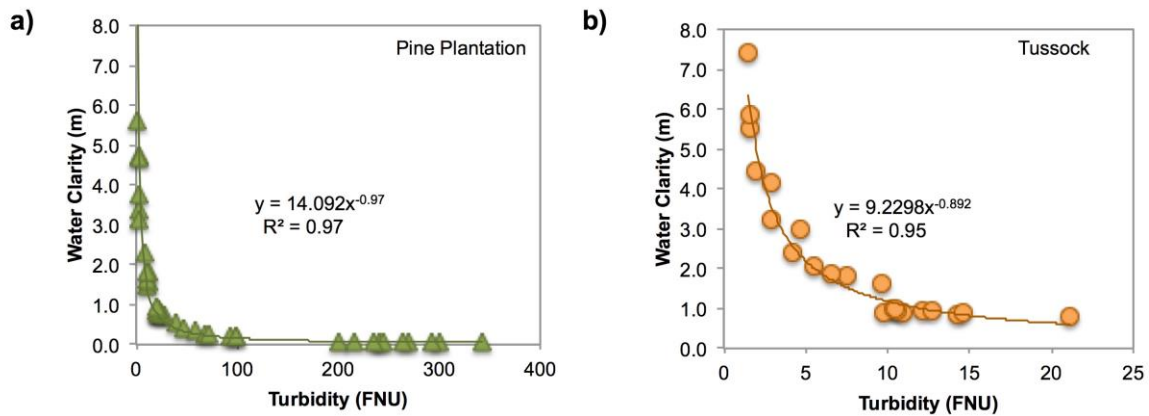 a)
Pine Plantation
8.0
7.0
6.0
5.0
4.0
3.0
2.0
1.0
0.0
Water Clarity (m)
y = 14.092x^-0.97
R² = 0.97
0 100 200 300 400
Turbidity (FNU)
b)
Tussock
8.0
7.0
6.0
5.0
4.0
3.0
2.0
1.0
0.0
Water Clarity (m)
y = 9.2298x^-0.892
R² = 0.95
0 5 10 15 20 25
Turbidity (FNU)